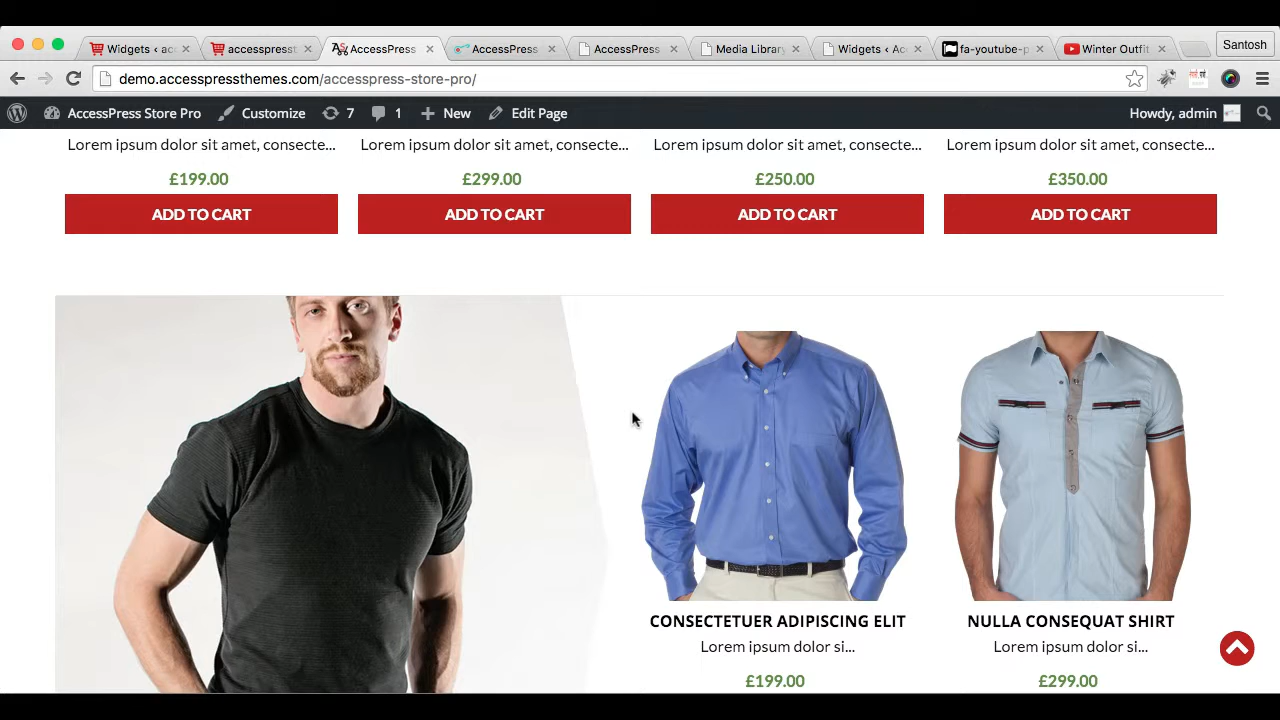 Widgets ‹ acc
accesspresst
AccessPress
AccessPress
AccessPress
Media Library
Widgets ‹ Ac
fa-youtube-p
Winter Outfit
Santosh
demo.accesspressthemes.com/accesspress-store-pro/
AccessPress Store Pro
Customize
7
1
New
Edit Page
Howdy, admin
Lorem ipsum dolor sit amet, consecte...
Lorem ipsum dolor sit amet, consecte...
Lorem ipsum dolor sit amet, consecte...
Lorem ipsum dolor sit amet, consecte...
£199.00
£299.00
£250.00
£350.00
ADD TO CART
ADD TO CART
ADD TO CART
ADD TO CART
CONSECTETUER ADIPISCING ELIT
NULLA CONSEQUAT SHIRT
Lorem ipsum dolor si...
Lorem ipsum dolor si...
£199.00
£299.00